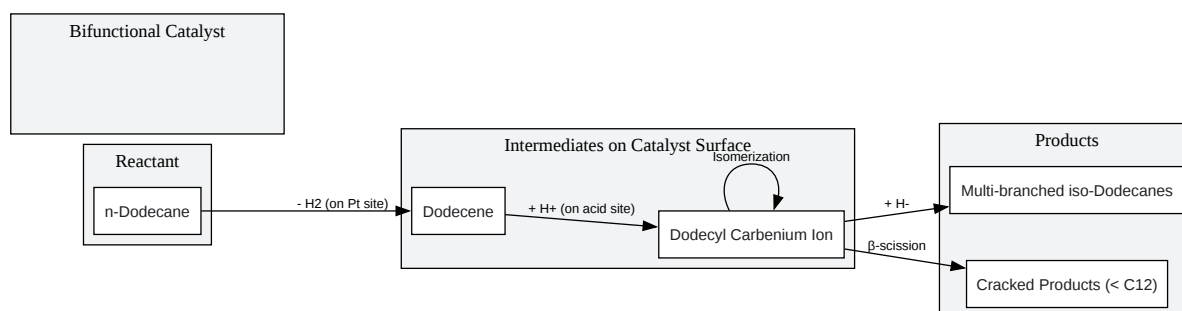 Bifunctional Catalyst
Reactant
n-Dodecane
- H2 (on Pt site)
Intermediates on Catalyst Surface
Dodecene
+ H+ (on acid site)
Isomerization
Dodecyl Carbenium Ion
+ H-
β-scission
Products
Multi-branched iso-Dodecanes
Cracked Products (< C12)